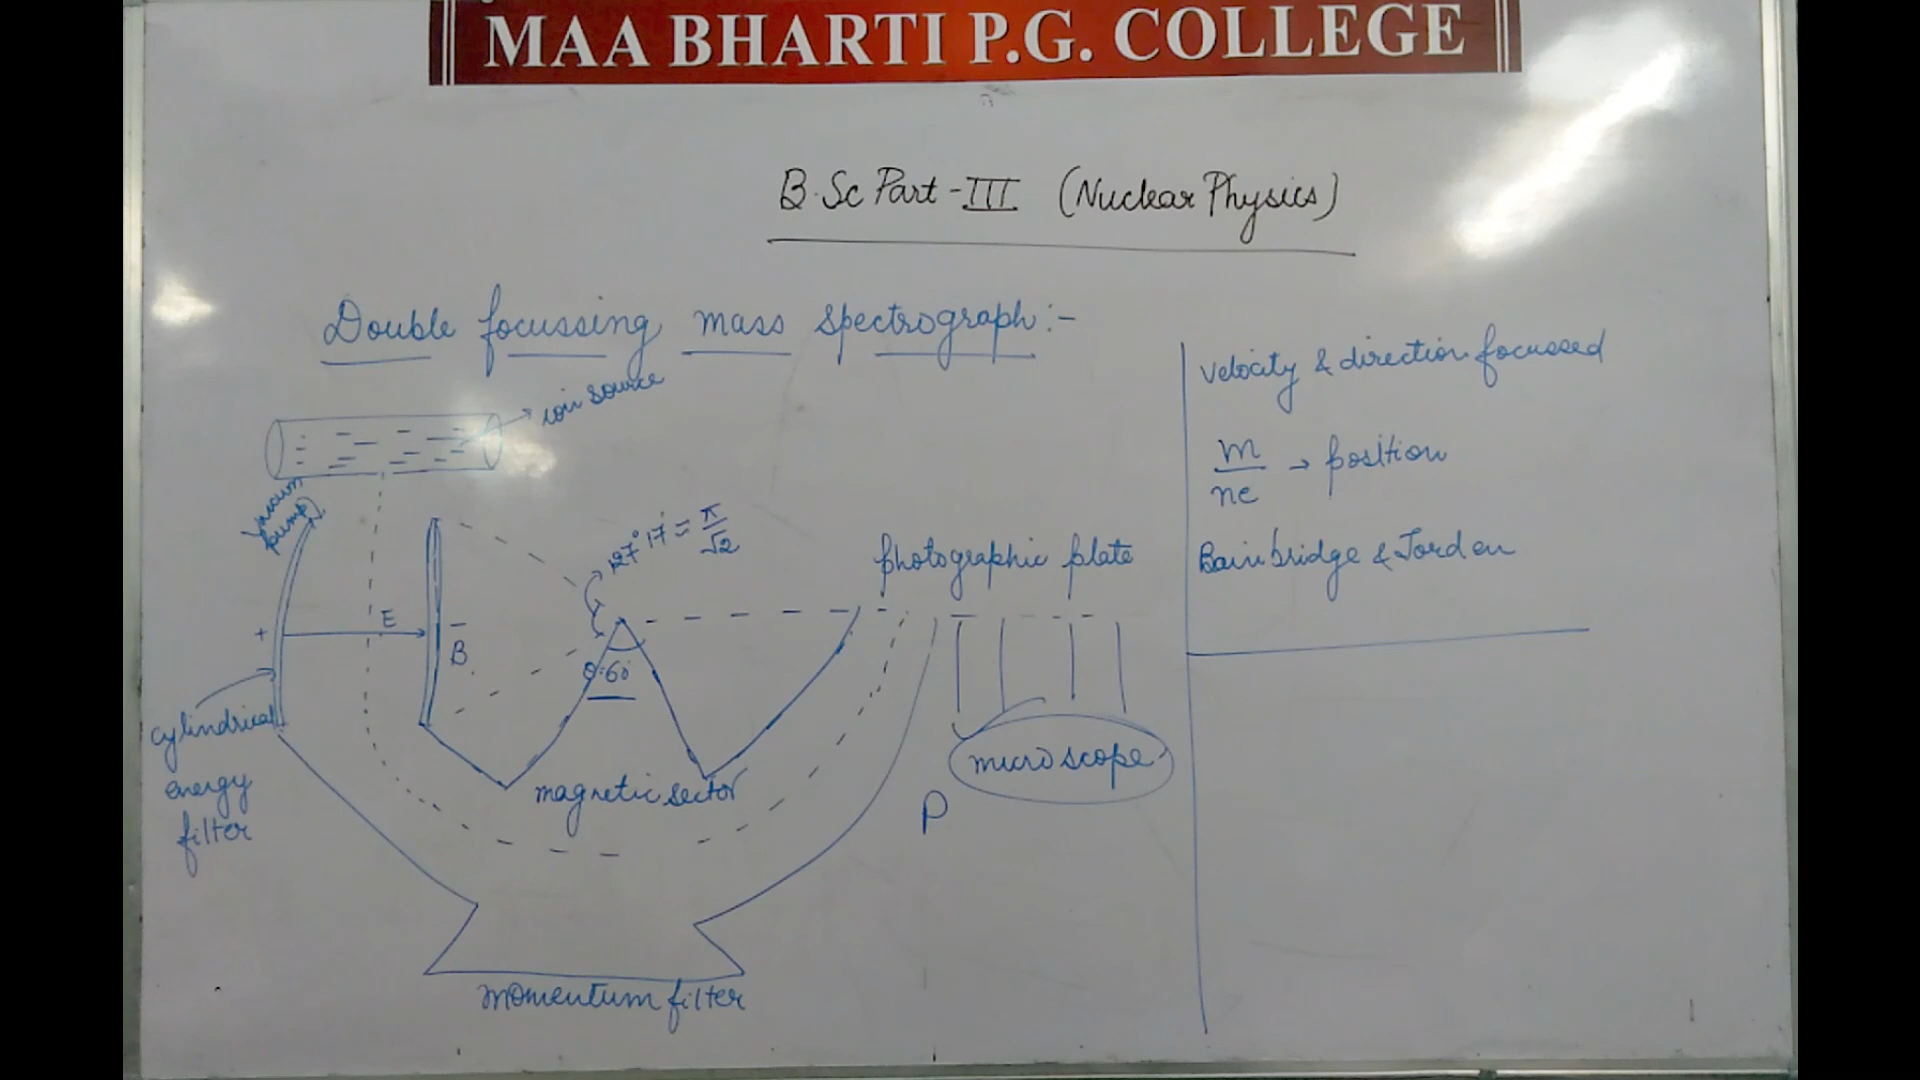 MAA BHARTI P.G. COLLEGE
B.Sc Part-III (Nuclear Physics)
Double focussing mass spectrograph:-
ion source
Vacuum
pump
127°17' = π/√2
+
E
-
B
θ=60°
cylindrical
energy
filter
magnetic sector
momentum filter
photographic plate
microscope
P
Velocity & direction focussed
m/ne → position
Bainbridge & Jorden